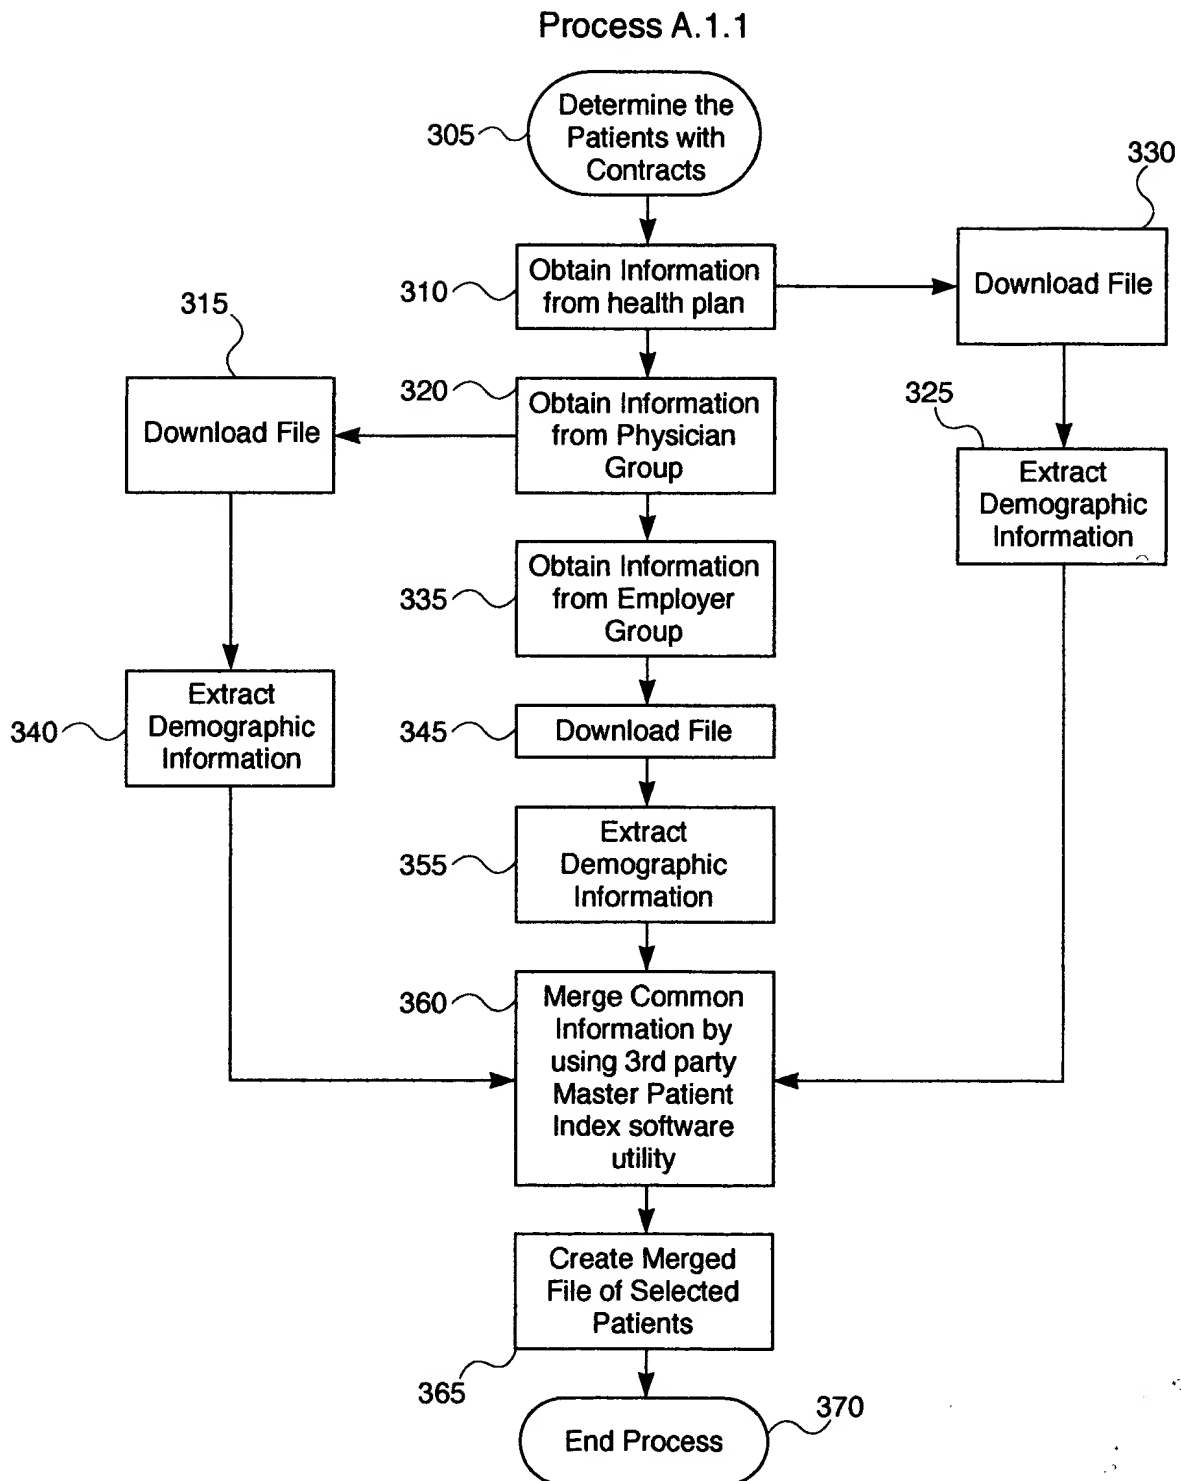 Process A.1.1
Determine the
Patients with
Contracts
305
330
Obtain Information
from health plan
310
Download File
315
320
Obtain Information
from Physician
Group
Download File
325
Extract
Demographic
Information
Obtain Information
from Employer
Group
335
Extract
Demographic
Information
340
345
Download File
355
Extract
Demographic
Information
360
Merge Common
Information by
using 3rd party
Master Patient
Index software
utility
Create Merged
File of Selected
Patients
365
370
End Process